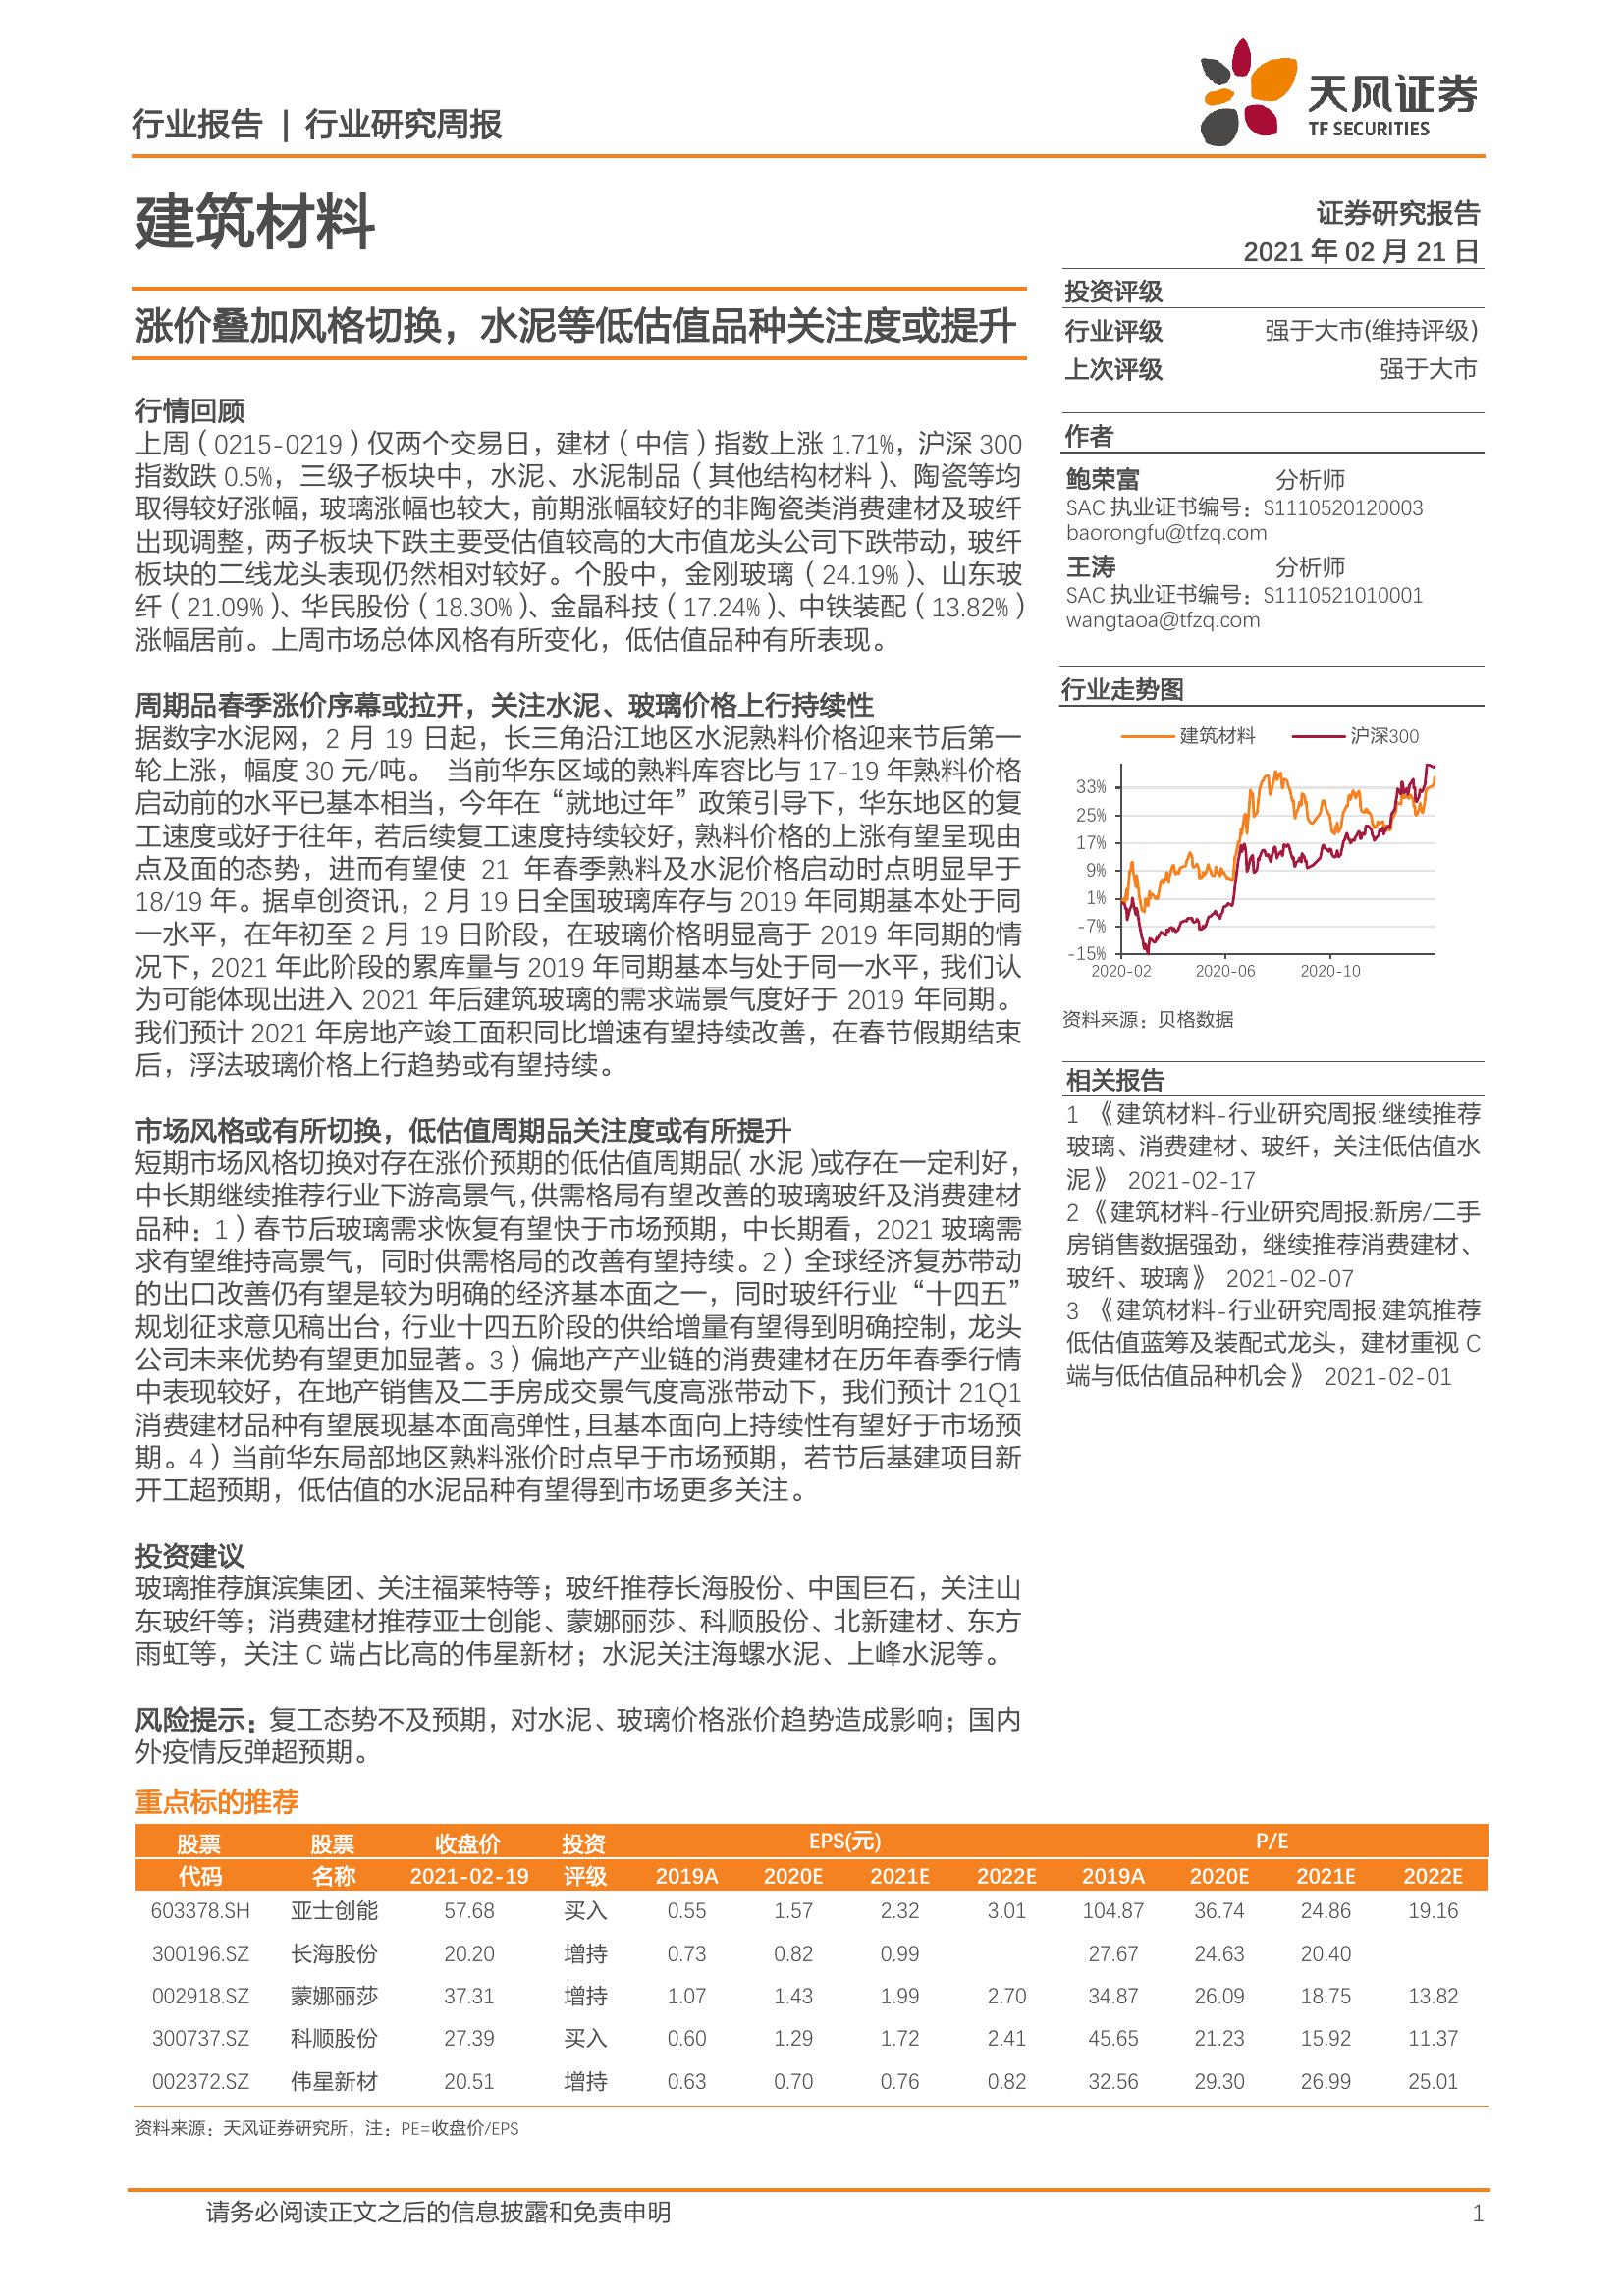 行业报告 | 行业研究周报
天风证券
TF SECURITIES
建筑材料
证券研究报告
2021 年 02 月 21 日
涨价叠加风格切换，水泥等低估值品种关注度或提升
行情回顾
上周（0215-0219）仅两个交易日，建材（中信）指数上涨 1.71%，沪深 300
指数跌 0.5%，三级子板块中，水泥、水泥制品（其他结构材料）、陶瓷等均
取得较好涨幅，玻璃涨幅也较大，前期涨幅较好的非陶瓷类消费建材及玻纤
出现调整，两子板块下跌主要受估值较高的大市值龙头公司下跌带动，玻纤
板块的二线龙头表现仍然相对较好。个股中，金刚玻璃（24.19%）、山东玻
纤（21.09%）、华民股份（18.30%）、金晶科技（17.24%）、中铁装配（13.82%）
涨幅居前。上周市场总体风格有所变化，低估值品种有所表现。
周期品春季涨价序幕或拉开，关注水泥、玻璃价格上行持续性
据数字水泥网，2 月 19 日起，长三角沿江地区水泥熟料价格迎来节后第一
轮上涨，幅度 30 元/吨。 当前华东区域的熟料库容比与 17-19 年熟料价格
启动前的水平已基本相当，今年在“就地过年”政策引导下，华东地区的复
工速度或好于往年，若后续复工速度持续较好，熟料价格的上涨有望呈现由
点及面的态势，进而有望使 21 年春季熟料及水泥价格启动时点明显早于
18/19 年。据卓创资讯，2 月 19 日全国玻璃库存与 2019 年同期基本处于同
一水平，在年初至 2 月 19 日阶段，在玻璃价格明显高于 2019 年同期的情
况下，2021 年此阶段的累库量与 2019 年同期基本与处于同一水平，我们认
为可能体现出进入 2021 年后建筑玻璃的需求端景气度好于 2019 年同期。
我们预计 2021 年房地产竣工面积同比增速有望持续改善，在春节假期结束
后，浮法玻璃价格上行趋势或有望持续。
市场风格或有所切换，低估值周期品关注度或有所提升
短期市场风格切换对存在涨价预期的低估值周期品（水泥）或存在一定利好，
中长期继续推荐行业下游高景气，供需格局有望改善的玻璃玻纤及消费建材
品种：1）春节后玻璃需求恢复有望快于市场预期，中长期看，2021 玻璃需
求有望维持高景气，同时供需格局的改善有望持续。2）全球经济复苏带动
的出口改善仍有望是较为明确的经济基本面之一，同时玻纤行业“十四五”
规划征求意见稿出台，行业十四五阶段的供给增量有望得到明确控制，龙头
公司未来优势有望更加显著。3）偏地产产业链的消费建材在历年春季行情
中表现较好，在地产销售及二手房成交景气度高涨带动下，我们预计 21Q1
消费建材品种有望展现基本面高弹性，且基本面向上持续性有望好于市场预
期。4）当前华东局部地区熟料涨价时点早于市场预期，若节后基建项目新
开工超预期，低估值的水泥品种有望得到市场更多关注。
投资建议
玻璃推荐旗滨集团、关注福莱特等；玻纤推荐长海股份、中国巨石，关注山
东玻纤等；消费建材推荐亚士创能、蒙娜丽莎、科顺股份、北新建材、东方
雨虹等，关注 C 端占比高的伟星新材；水泥关注海螺水泥、上峰水泥等。
风险提示：复工态势不及预期，对水泥、玻璃价格涨价趋势造成影响；国内
外疫情反弹超预期。
投资评级
行业评级 强于大市(维持评级)
上次评级 强于大市
作者
鲍荣富 分析师
SAC 执业证书编号：S1110520120003
baorongfu@tfzq.com
王涛 分析师
SAC 执业证书编号：S1110521010001
wangtaoa@tfzq.com
行业走势图
建筑材料 沪深300
33%
25%
17%
9%
1%
-7%
-15%
2020-02 2020-06 2020-10
资料来源：贝格数据
相关报告
1 《建筑材料-行业研究周报:继续推荐
玻璃、消费建材、玻纤，关注低估值水
泥》 2021-02-17
2 《建筑材料-行业研究周报:新房/二手
房销售数据强劲，继续推荐消费建材、
玻纤、玻璃》 2021-02-07
3 《建筑材料-行业研究周报:建筑推荐
低估值蓝筹及装配式龙头，建材重视 C
端与低估值品种机会》 2021-02-01
重点标的推荐
股票 股票 收盘价 投资 EPS(元) P/E
代码 名称 2021-02-19 评级 2019A 2020E 2021E 2022E 2019A 2020E 2021E 2022E
603378.SH 亚士创能 57.68 买入 0.55 1.57 2.32 3.01 104.87 36.74 24.86 19.16
300196.SZ 长海股份 20.20 增持 0.73 0.82 0.99 27.67 24.63 20.40
002918.SZ 蒙娜丽莎 37.31 增持 1.07 1.43 1.99 2.70 34.87 26.09 18.75 13.82
300737.SZ 科顺股份 27.39 买入 0.60 1.29 1.72 2.41 45.65 21.23 15.92 11.37
002372.SZ 伟星新材 20.51 增持 0.63 0.70 0.76 0.82 32.56 29.30 26.99 25.01
资料来源：天风证券研究所，注：PE=收盘价/EPS
请务必阅读正文之后的信息披露和免责申明 1